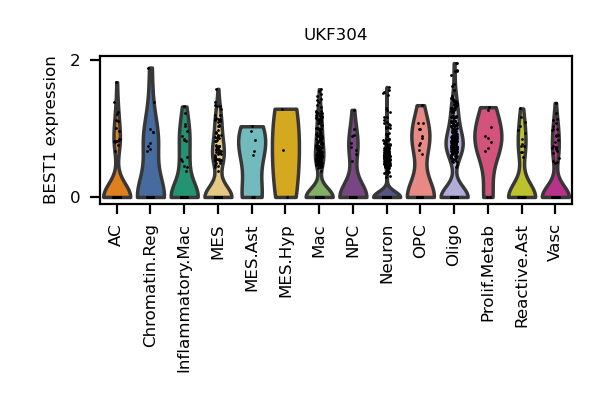 UKF304
BEST1 expression
2
0
AC
Chromatin.Reg
Inflammatory.Mac
MES
MES.Ast
MES.Hyp
Mac
NPC
Neuron
OPC
Oligo
Prolif.Metab
Reactive.Ast
Vasc